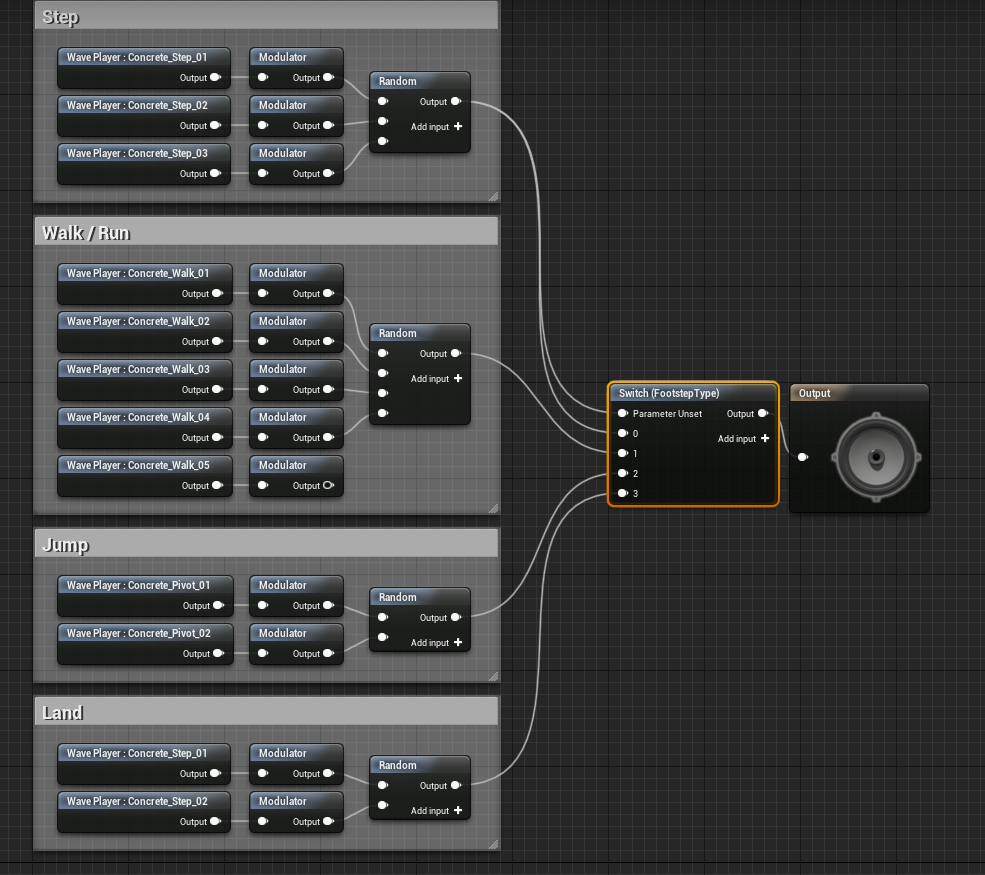 Step
Wave Player : Concrete_Step_01
Output
Modulator
Output
Wave Player : Concrete_Step_02
Output
Modulator
Output
Wave Player : Concrete_Step_03
Output
Modulator
Output
Random
Output
Add input
Walk / Run
Wave Player : Concrete_Walk_01
Output
Modulator
Output
Wave Player : Concrete_Walk_02
Output
Modulator
Output
Wave Player : Concrete_Walk_03
Output
Modulator
Output
Wave Player : Concrete_Walk_04
Output
Modulator
Output
Wave Player : Concrete_Walk_05
Output
Modulator
Output
Random
Output
Add input
Jump
Wave Player : Concrete_Pivot_01
Output
Modulator
Output
Wave Player : Concrete_Pivot_02
Output
Modulator
Output
Random
Output
Add input
Land
Wave Player : Concrete_Step_01
Output
Modulator
Output
Wave Player : Concrete_Step_02
Output
Modulator
Output
Random
Output
Add input
Switch (FootstepType)
Parameter Unset Output
0
Add input
1
2
3
Output